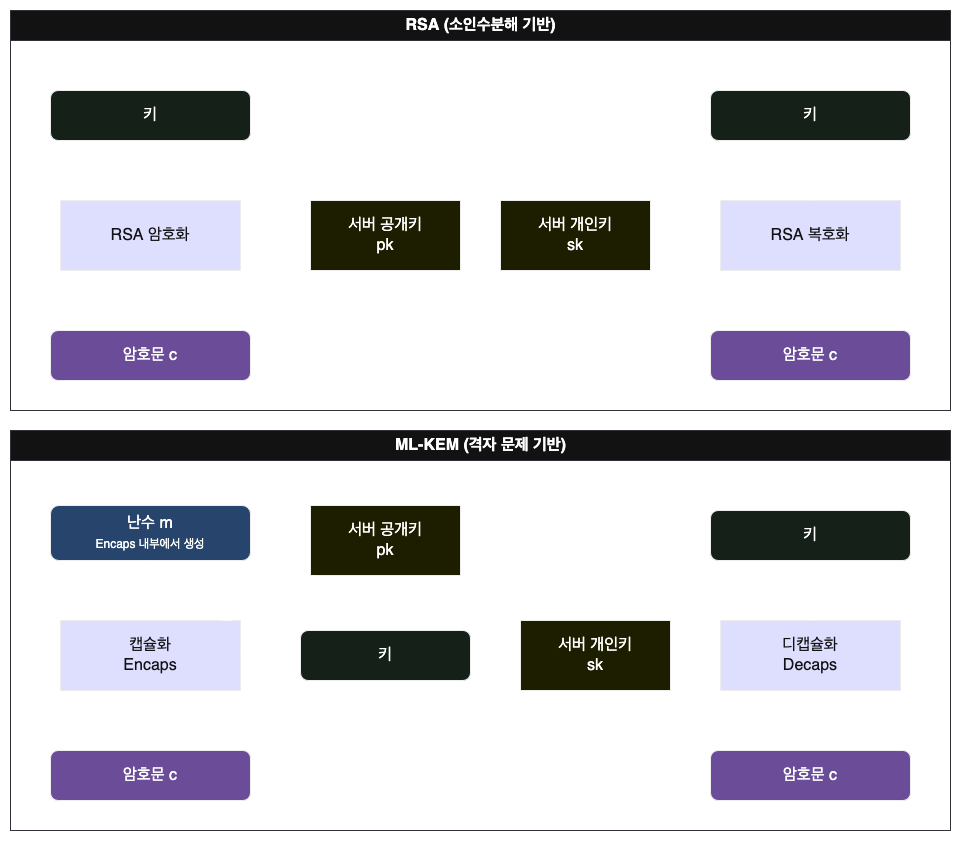 RSA (소인수분해 기반)
키
키
RSA 암호화
서버 공개키
pk
서버 개인키
sk
RSA 복호화
암호문 c
암호문 c
ML-KEM (격자 문제 기반)
난수 m
Encaps 내부에서 생성
서버 공개키
pk
키
캡슐화
Encaps
키
서버 개인키
sk
디캡슐화
Decaps
암호문 c
암호문 c